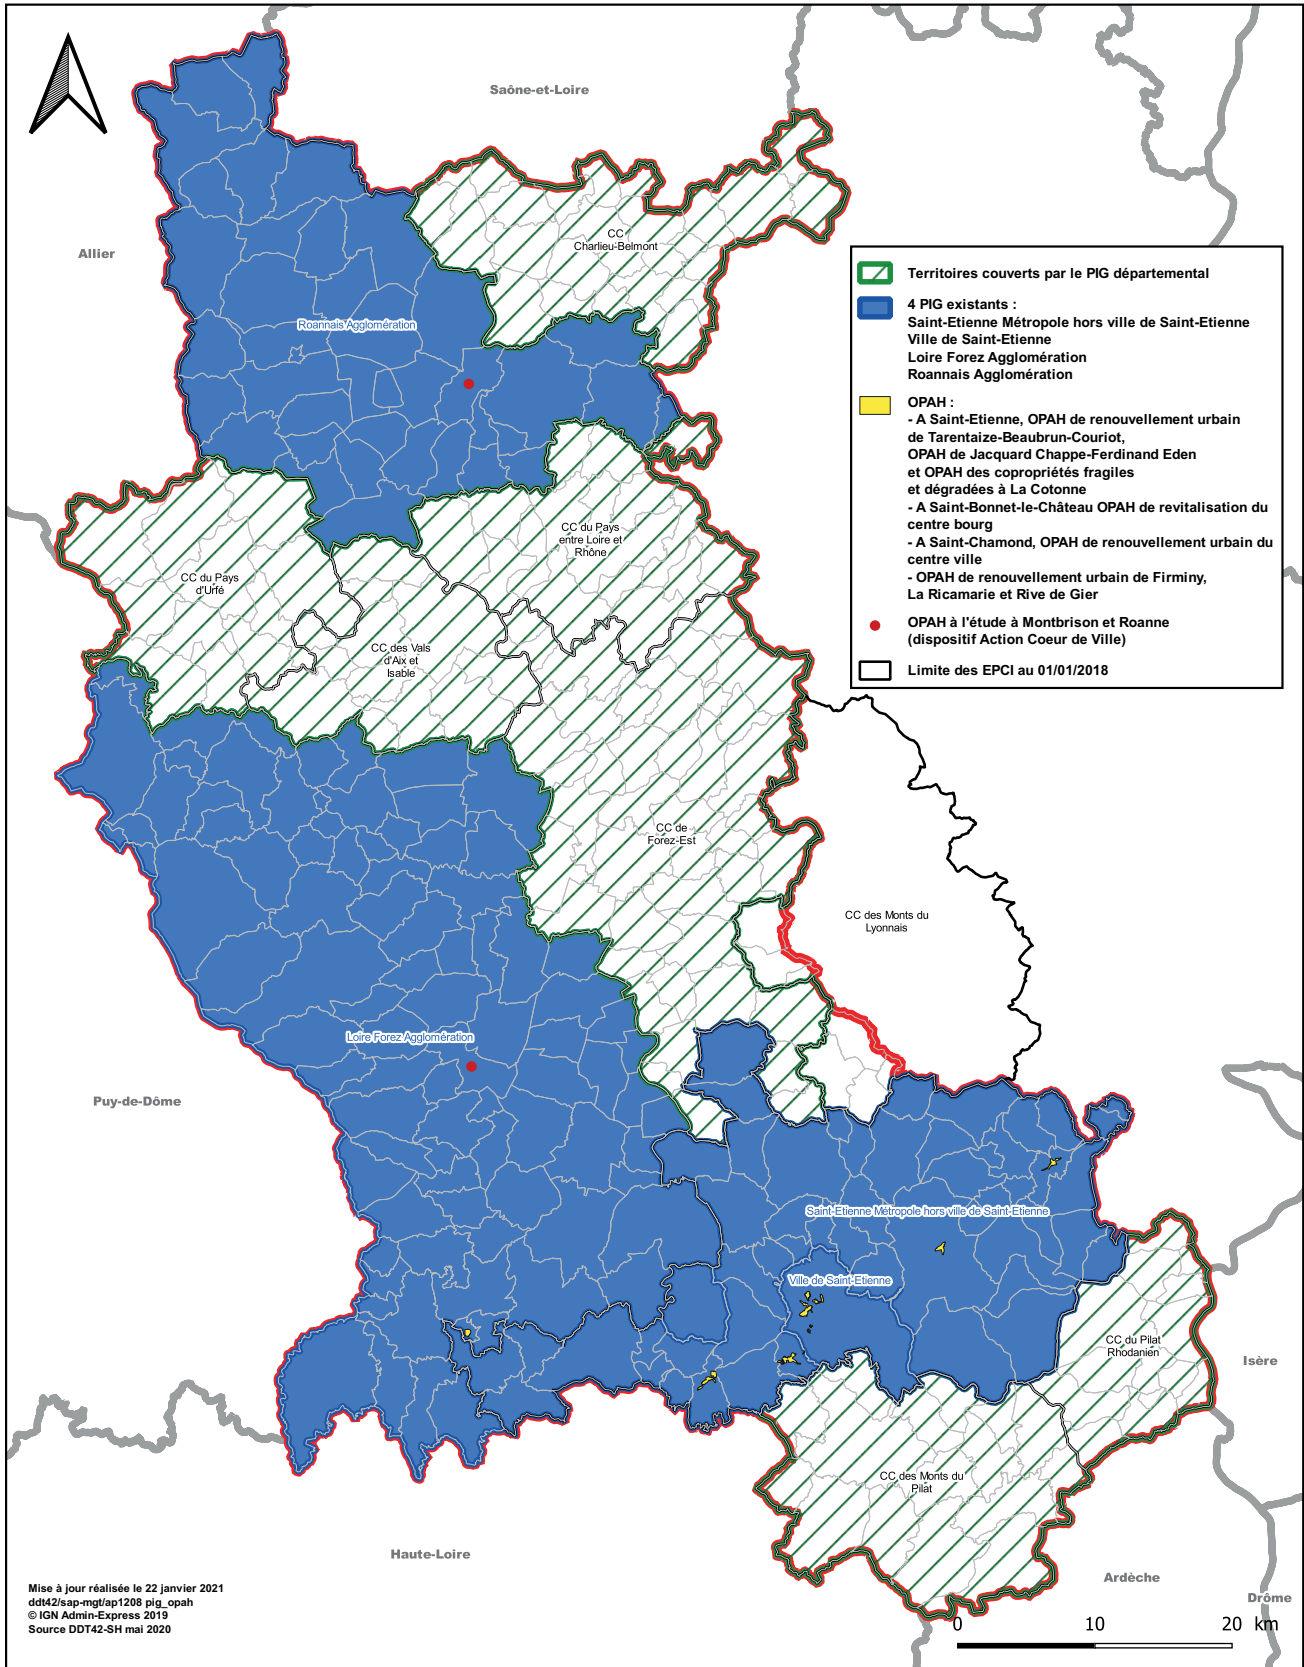 Saône-et-Loire
Allier
CC
Charlieu-Belmont
Roannais Agglomération
Territoires couverts par le PIG départemental
4 PIG existants :
Saint-Etienne Métropole hors ville de Saint-Etienne
Ville de Saint-Etienne
Loire Forez Agglomération
Roannais Agglomération
OPAH :
- A Saint-Etienne, OPAH de renouvellement urbain
de Tarentaize-Beaubrun-Couriot,
OPAH de Jacquard Chappe-Ferdinand Eden
et OPAH des copropriétés fragiles
et dégradées à La Cotonne
- A Saint-Bonnet-le-Château OPAH de revitalisation du
centre bourg
- A Saint-Chamond, OPAH de renouvellement urbain du
centre ville
- OPAH de renouvellement urbain de Firminy,
La Ricamarie et Rive de Gier
OPAH à l'étude à Montbrison et Roanne
(dispositif Action Coeur de Ville)
Limite des EPCI au 01/01/2018
CC du Pays
entre Loire et
Rhône
CC du Pays
d'Urfé
CC des Vals
d'Aix et
Isable
CC de
Forez-Est
CC des Monts du
Lyonnais
Loire Forez Agglomération
Puy-de-Dôme
Saint-Etienne Métropole hors ville de Saint-Etienne
Ville de Saint-Etienne
CC du Pilat
Rhodanien
Isère
CC des Monts du
Pilat
Haute-Loire
Ardèche
Drôme
Mise à jour réalisée le 22 janvier 2021
ddt42/sap-mgt/ap1208 pig_opah
© IGN Admin-Express 2019
Source DDT42-SH mai 2020
0 10 20 km